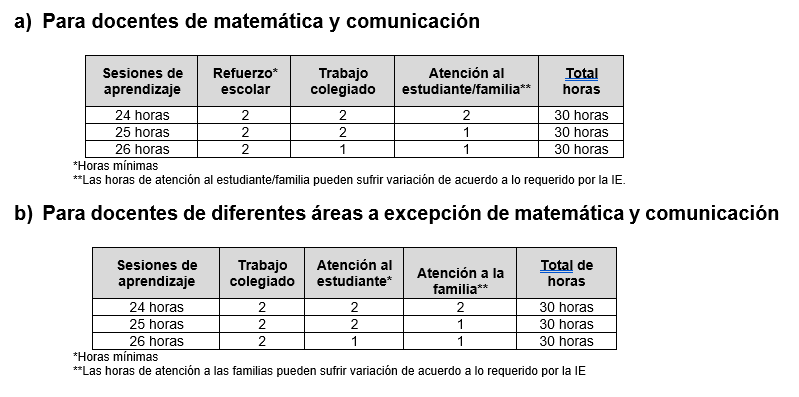 a) Para docentes de matemática y comunicación
Sesiones de aprendizaje Refuerzo* escolar Trabajo colegiado Atención al estudiante/familia** Total horas
24 horas 2 2 2 30 horas
25 horas 2 2 1 30 horas
26 horas 2 1 1 30 horas
*Horas mínimas
**Las horas de atención al estudiante/familia pueden sufrir variación de acuerdo a lo requerido por la IE.
b) Para docentes de diferentes áreas a excepción de matemática y comunicación
Sesiones de aprendizaje Trabajo colegiado Atención al estudiante* Atención a la familia** Total de horas
24 horas 2 2 2 30 horas
25 horas 2 2 1 30 horas
26 horas 2 1 1 30 horas
*Horas mínimas
**Las horas de atención a las familias pueden sufrir variación de acuerdo a lo requerido por la IE